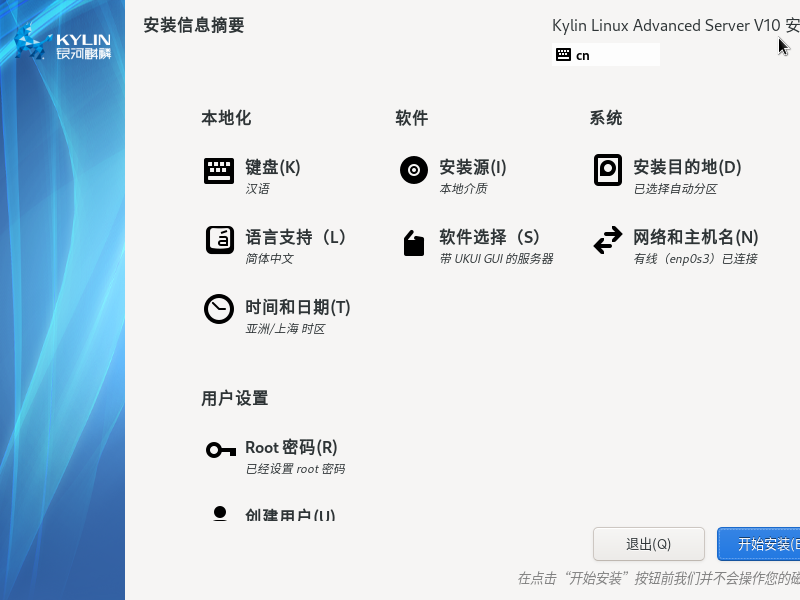 KYLIN
银河麒麟
安装信息摘要
Kylin Linux Advanced Server V10 安
cn
本地化
软件
系统
键盘(K)
汉语
安装源(I)
本地介质
安装目的地(D)
已选择自动分区
语言支持（L）
简体中文
软件选择（S）
带 UKUI GUI 的服务器
网络和主机名(N)
有线（enp0s3）已连接
时间和日期(T)
亚洲/上海 时区
用户设置
Root 密码(R)
已经设置 root 密码
创建用户(U)
退出(Q)
开始安装(B
在点击“开始安装”按钮前我们并不会操作您的磁